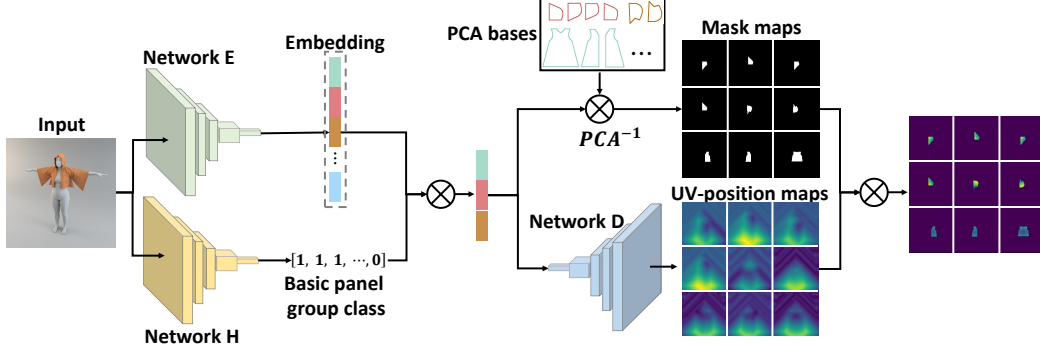 PCA bases
...
Mask maps
Embedding
Network E
Input
PCA⁻¹
...
UV-position maps
Network D
[1, 1, 1, ⋯, 0]
Basic panel
group class
Network H